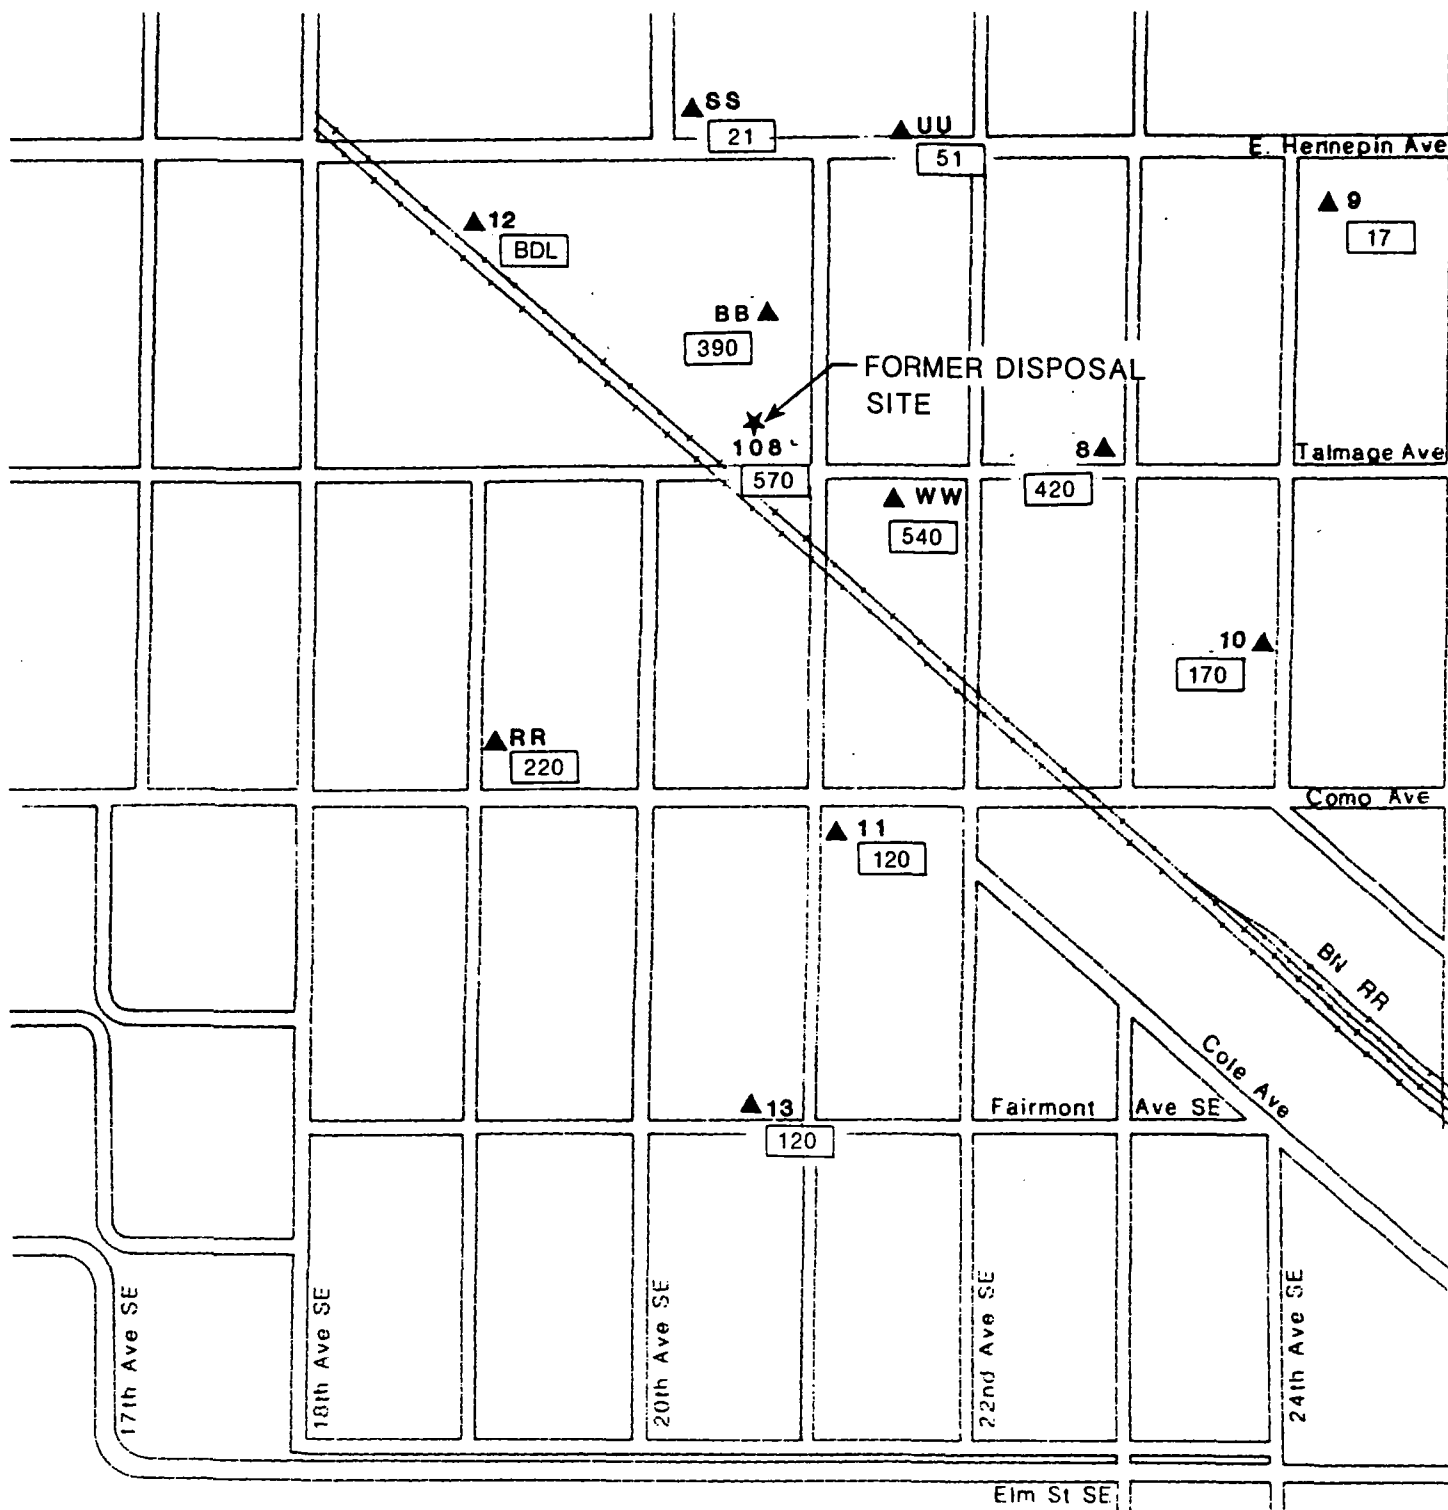 SS
21
UU
51
E. Hennepin Ave
9
17
12
BDL
BB
390
FORMER DISPOSAL
SITE
108
570
8
420
Talmage Ave
WW
540
10
170
RR
220
Como Ave
11
120
BN RR
Cole Ave
13
120
Fairmont Ave SE
17th Ave SE
18th Ave SE
20th Ave SE
22nd Ave SE
24th Ave SE
Elm St SE